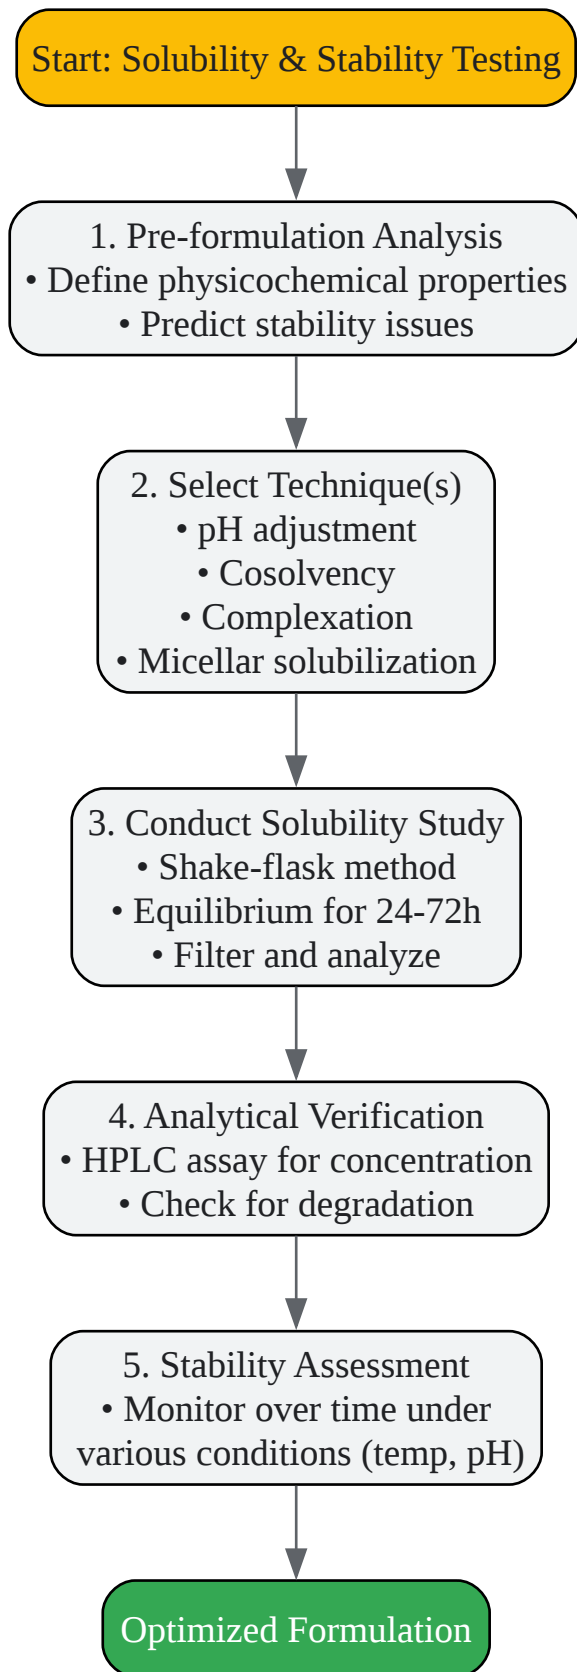 Start: Solubility & Stability Testing
1. Pre-formulation Analysis
• Define physicochemical properties
• Predict stability issues
2. Select Technique(s)
• pH adjustment
• Cosolvency
• Complexation
• Micellar solubilization
3. Conduct Solubility Study
• Shake-flask method
• Equilibrium for 24-72h
• Filter and analyze
4. Analytical Verification
• HPLC assay for concentration
• Check for degradation
5. Stability Assessment
• Monitor over time under
various conditions (temp, pH)
Optimized Formulation